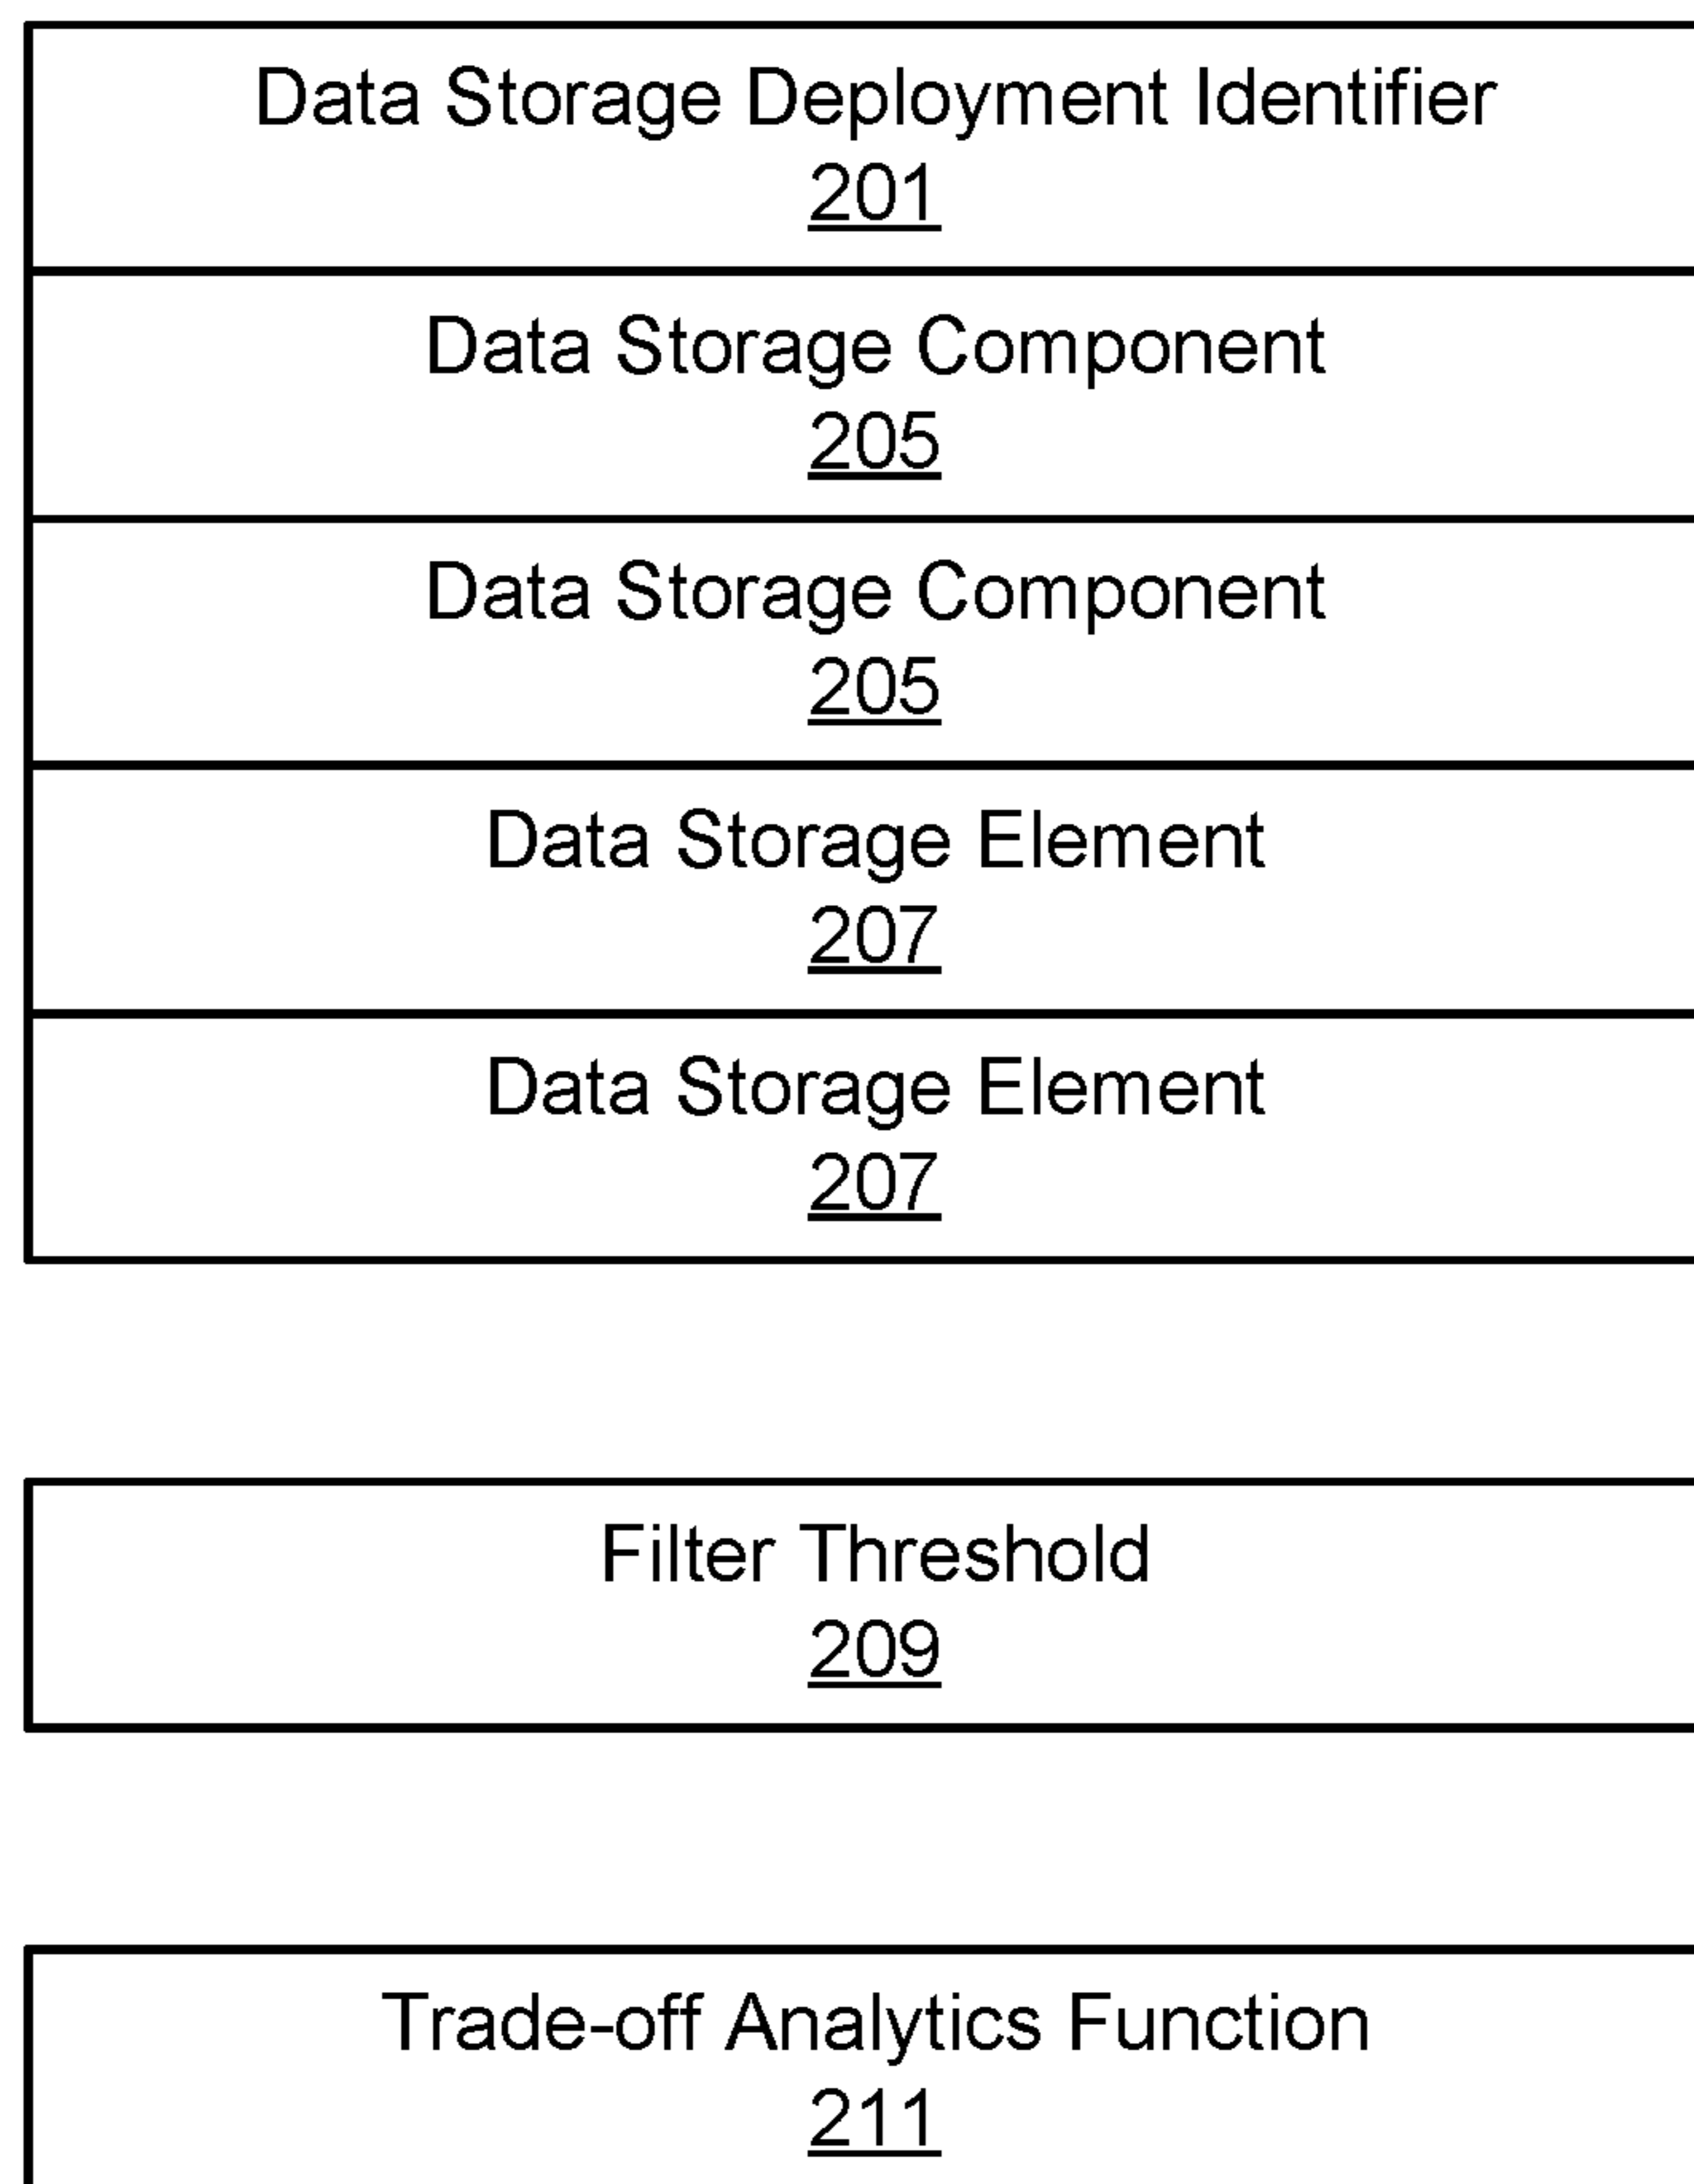 Data Storage Deployment Identifier
201
Data Storage Component
205
Data Storage Component
205
Data Storage Element
207
Data Storage Element
207
Filter Threshold
209
Trade-off Analytics Function
211